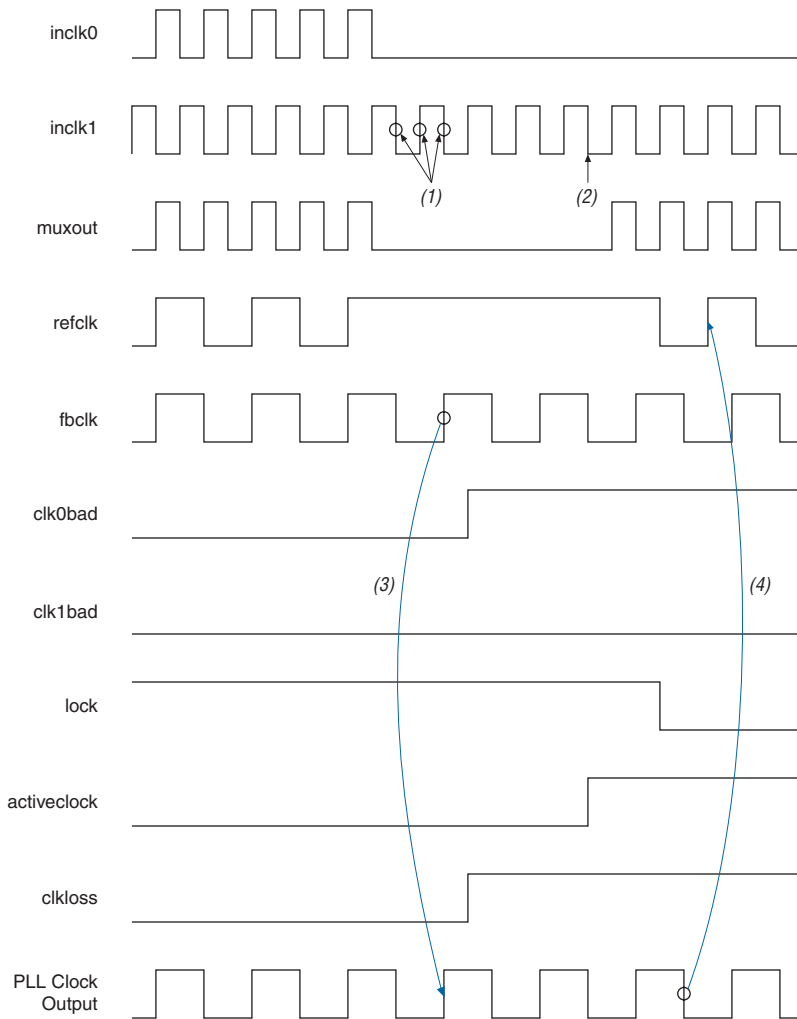 inclk0
inclk1
(1)
(2)
muxout
refclk
fbclk
clk0bad
(3)
(4)
clk1bad
lock
activeclock
clkloss
PLL Clock
Output